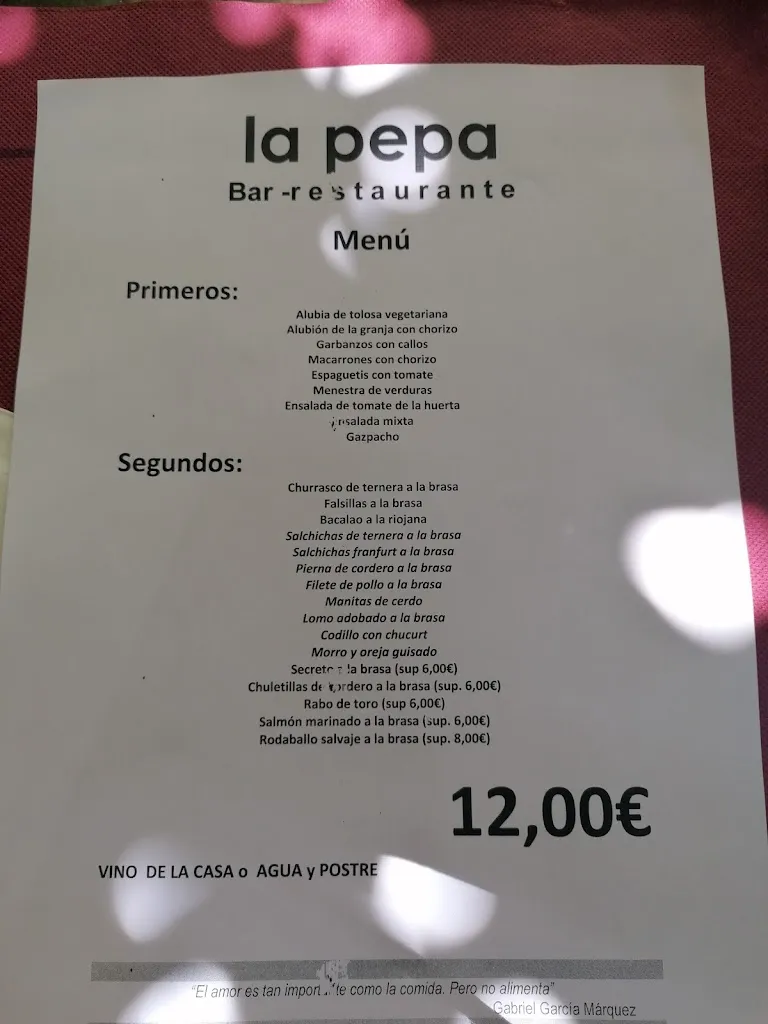 la pepa
Bar-restaurante
Menú
Primeros:
Alubia de tolosa vegetariana
Alubión de la granja con chorizo
Garbanzos con callos
Macarrones con chorizo
Espaguetis con tomate
Menestra de verduras
Ensalada de tomate de la huerta
Ensalada mixta
Gazpacho
Segundos:
Churrasco de ternera a la brasa
Falsillas a la brasa
Bacalao a la riojana
Salchichas de ternera a la brasa
Salchichas franfurt a la brasa
Pierna de cordero a la brasa
Filete de pollo a la brasa
Manitas de cerdo
Lomo adobado a la brasa
Codillo con chucurt
Morro y oreja guisado
Secreto a la brasa (sup 6,00€)
Chuletillas de cordero a la brasa (sup. 6,00€)
Rabo de toro (sup 6,00€)
Salmón marinado a la brasa (sup. 6,00€)
Rodaballo salvaje a la brasa (sup. 8,00€)
12,00€
VINO DE LA CASA o AGUA y POSTRE
"El amor es tan importante como la comida. Pero no alimenta"
Gabriel García Márquez